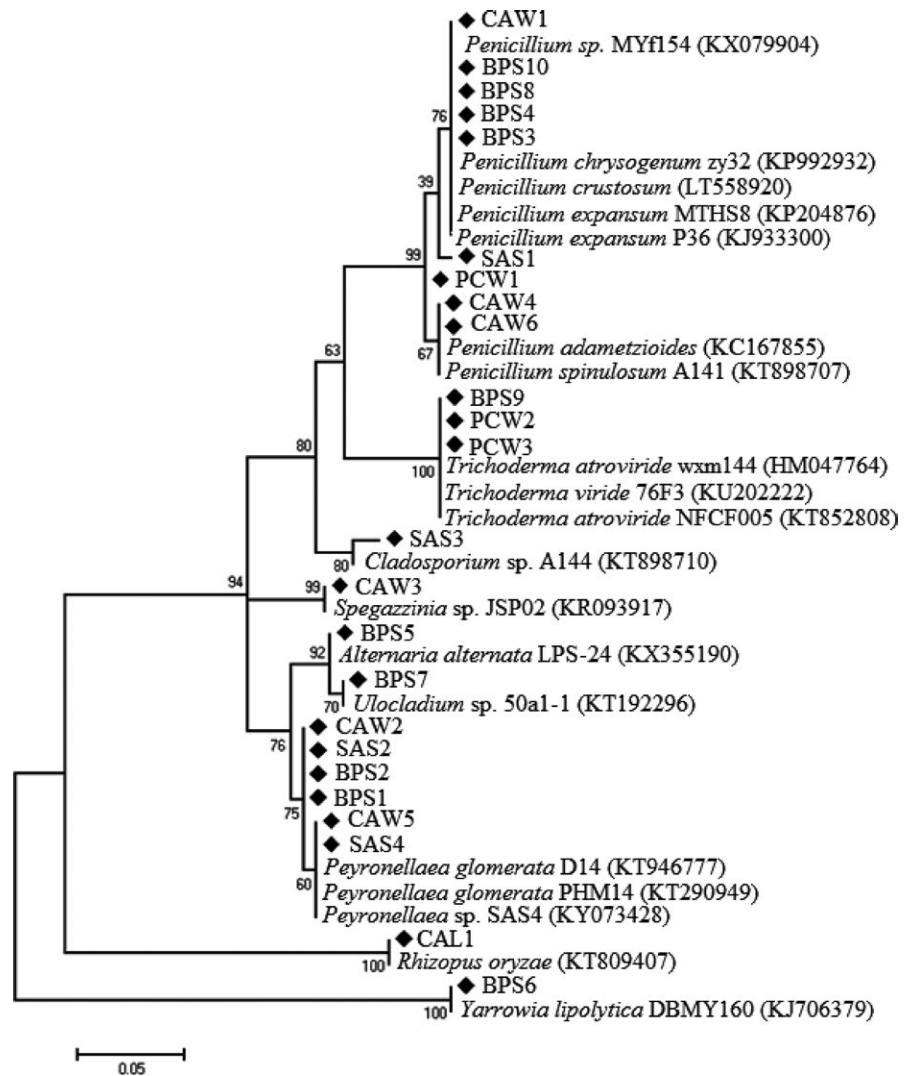 CAW1
Penicillium sp. MYf154 (KX079904)
BPS10
BPS8
BPS4
76
BPS3
Penicillium chrysogenum zy32 (KP992932)
39
Penicillium crustosum (LT558920)
Penicillium expansum MTHS8 (KP204876)
Penicillium expansum P36 (KJ933300)
99
SAS1
PCW1
CAW4
CAW6
63
67
Penicillium adametzioides (KC167855)
Penicillium spinulosum A141 (KT898707)
BPS9
PCW2
80
PCW3
100
Trichoderma atroviride wxm144 (HM047764)
Trichoderma viride 76F3 (KU202222)
Trichoderma atroviride NFCF005 (KT852808)
SAS3
80
Cladosporium sp. A144 (KT898710)
94
99
CAW3
Spegazzinia sp. JSP02 (KR093917)
BPS5
92
Alternaria alternata LPS-24 (KX355190)
BPS7
70
Ulocladium sp. 50a1-1 (KT192296)
CAW2
76
SAS2
BPS2
BPS1
75
CAW5
SAS4
Peyronellaea glomerata D14 (KT946777)
60
Peyronellaea glomerata PHM14 (KT290949)
Peyronellaea sp. SAS4 (KY073428)
CAL1
100
Rhizopus oryzae (KT809407)
BPS6
100
Yarrowia lipolytica DBMY160 (KJ706379)
0.05